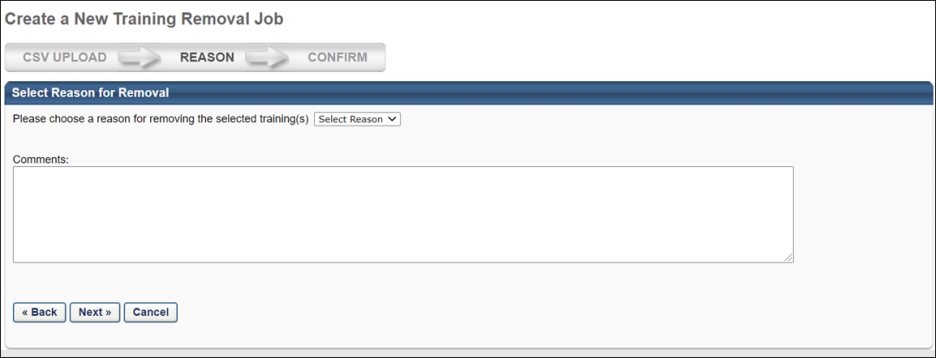 Create a New Training Removal Job
CSV UPLOAD REASON CONFIRM
Select Reason for Removal
Please choose a reason for removing the selected training(s) Select Reason
Comments:
« Back Next » Cancel